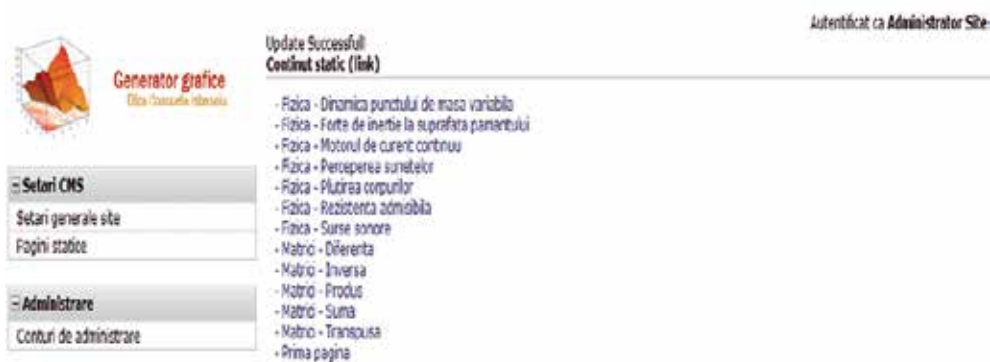 Autentificat ca Administrator Site
Generator grafice
Update Successfull
Continut static (link)
- Fizica - Dinamica punctului de masa variabila
- Fizica - Forte de inertie la suprafata pamantului
- Fizica - Motorul de curent continuu
- Fizica - Perceperea sunetelor
- Fizica - Plutirea corpurilor
- Fizica - Rezistenta admisibila
- Fizica - Surse sonore
- Matrici - Diferenta
- Matrici - Inversa
- Matrici - Produs
- Matrici - Suma
- Matrici - Transpusa
- Prima pagina
Setari CMS
Setari generale site
Pagini statice
Administrare
Conturi de administrare